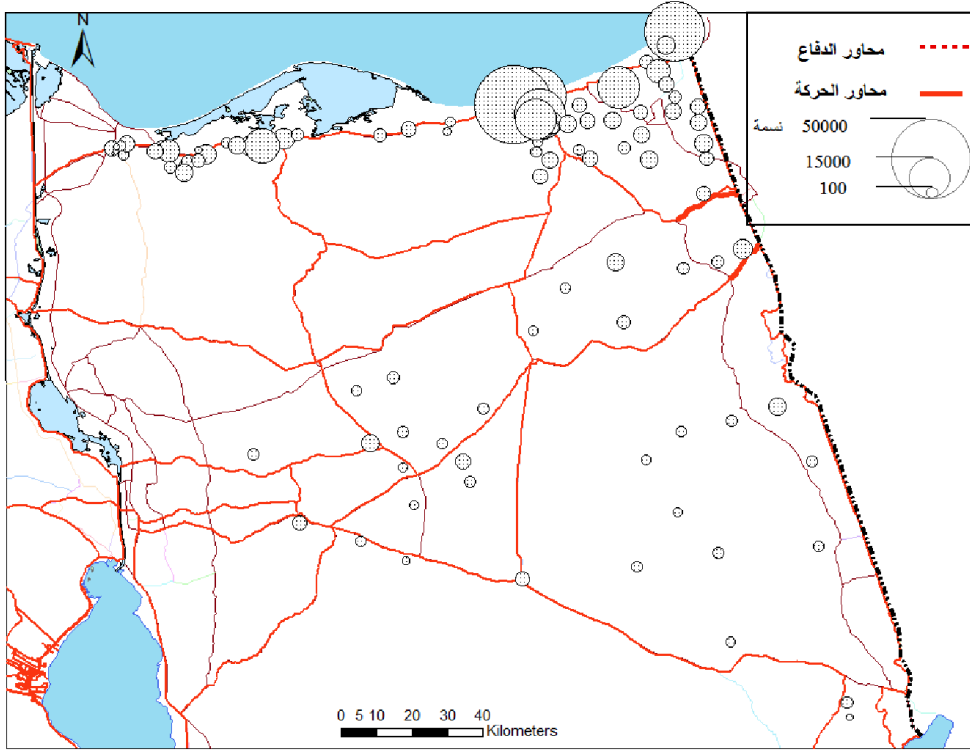 N
محاور الدفاع
محاور الحركة
نسمة
50000
15000
100
0 5 10 20 30 40
Kilometers